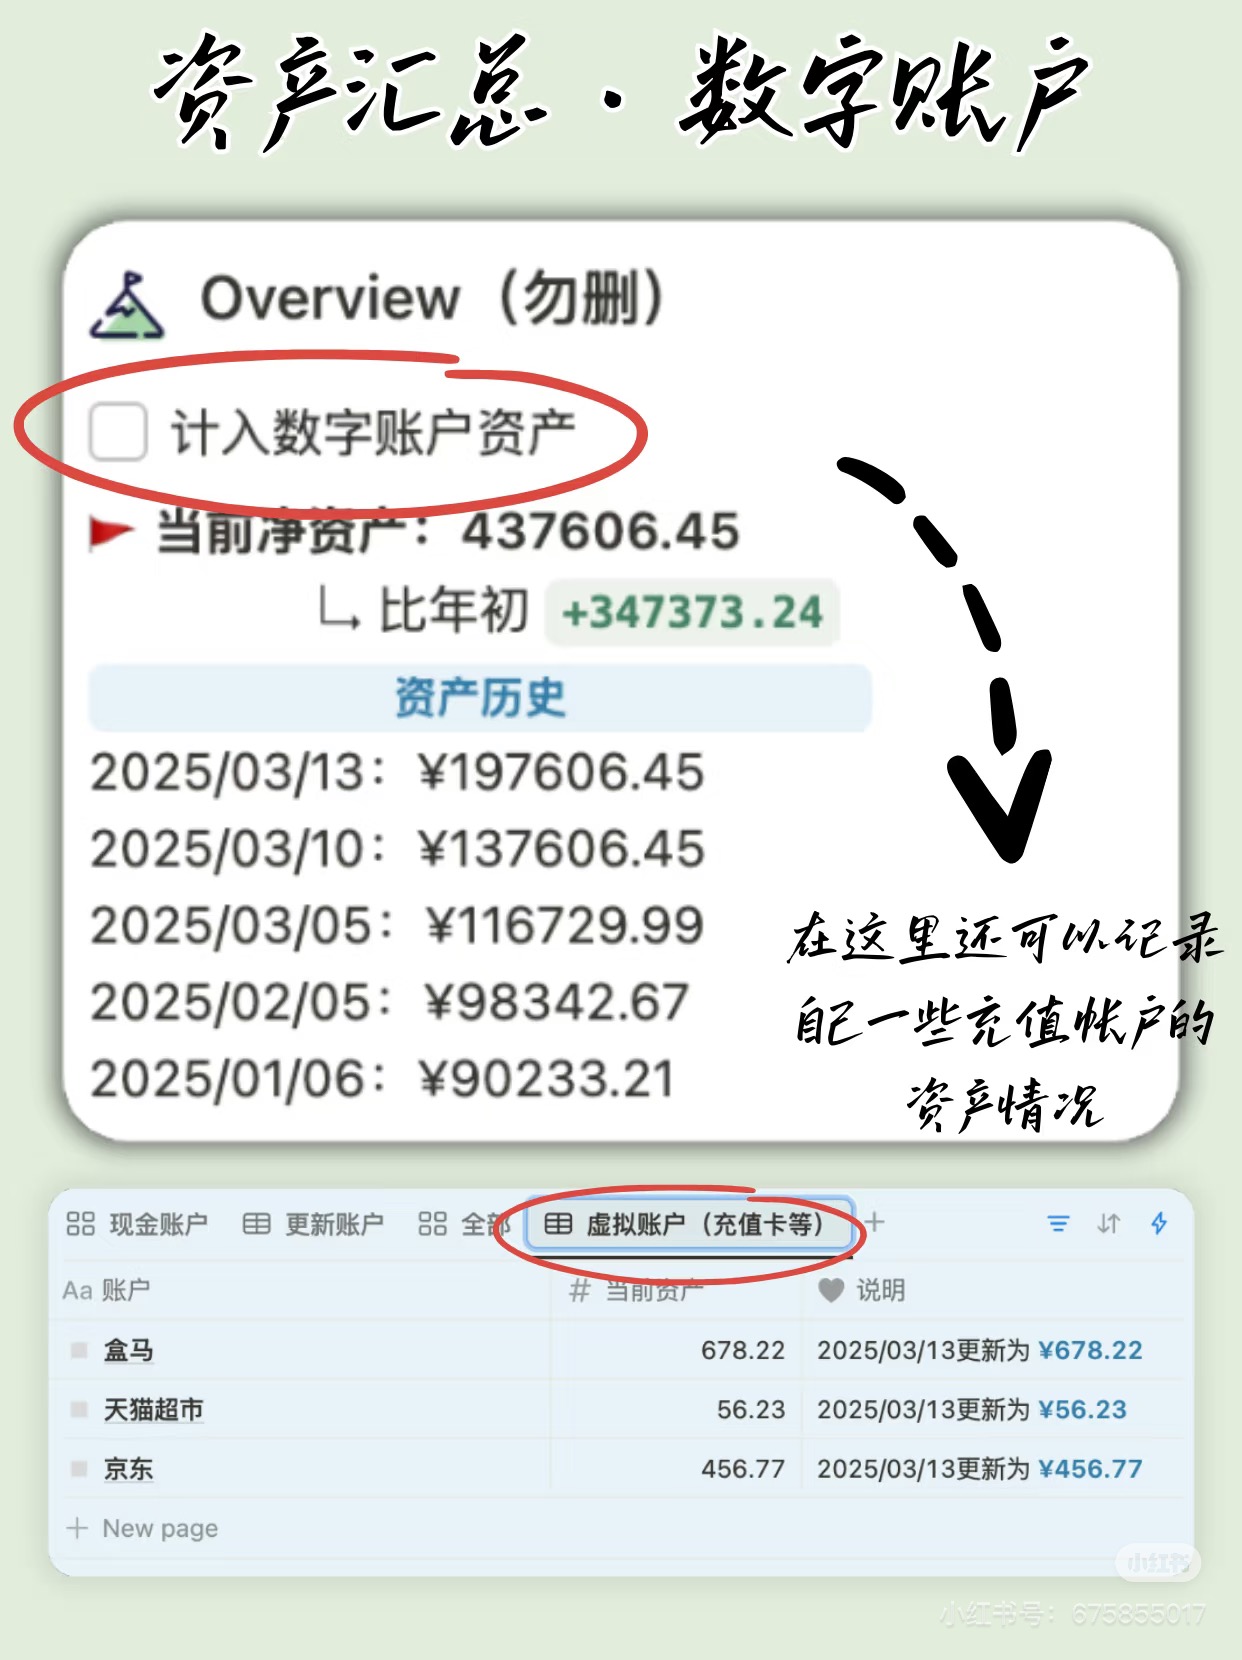 资产汇总·数字账户
Overview（勿删）
计入数字账户资产
当前净资产：437606.45
比年初 +347373.24
资产历史
2025/03/13：¥197606.45
2025/03/10：¥137606.45
2025/03/05：¥116729.99
2025/02/05：¥98342.67
2025/01/06：¥90233.21
在这里还可以记录
自己一些充值帐户的
资产情况
现金账户 更新账户 全部 虚拟账户（充值卡等） +
Aa 账户 # 当前资产 说明
盒马 678.22 2025/03/13更新为 ¥678.22
天猫超市 56.23 2025/03/13更新为 ¥56.23
京东 456.77 2025/03/13更新为 ¥456.77
+ New page
小红书
小红书号：675855017